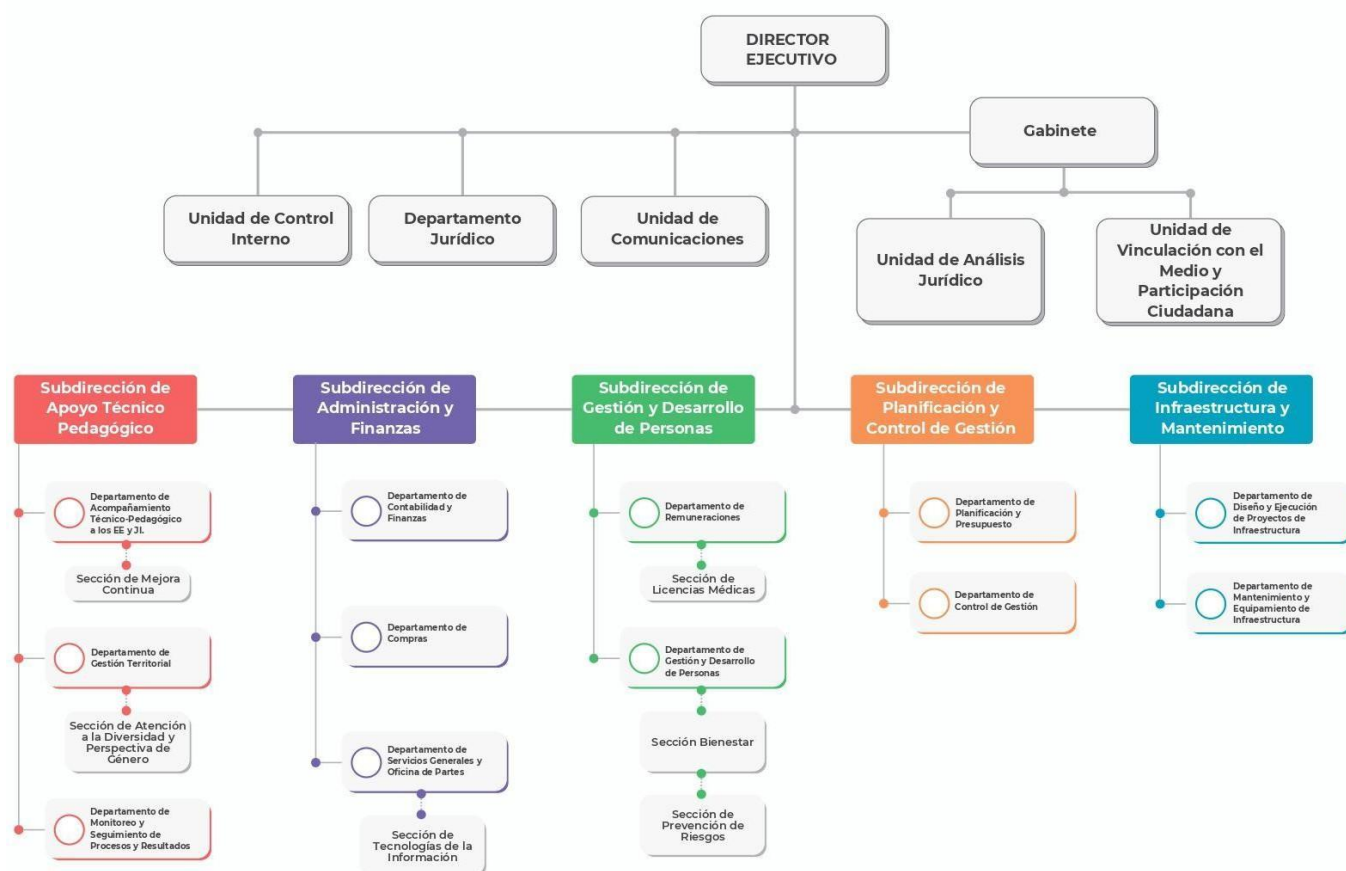 DIRECTOR
EJECUTIVO
Gabinete
Unidad de Control
Interno
Departamento
Jurídico
Unidad de
Comunicaciones
Unidad de Análisis
Jurídico
Unidad de
Vinculación con el
Medio y
Participación
Ciudadana
Subdirección de
Apoyo Técnico
Pedagógico
Departamento de
Acompañamiento
Técnico-Pedagógico
a los EE y JI.
Sección de Mejora
Continua
Departamento de
Gestión Territorial
Sección de Atención
a la Diversidad y
Perspectiva de
Género
Departamento de
Monitoreo y
Seguimiento de
Procesos y Resultados
Subdirección de
Administración y
Finanzas
Departamento de
Contabilidad y
Finanzas
Departamento de
Compras
Departamento de
Servicios Generales y
Oficina de Partes
Sección de
Tecnologías de la
Información
Subdirección de
Gestión y Desarrollo
de Personas
Departamento de
Remuneraciones
Sección de
Licencias Médicas
Departamento de
Gestión y Desarrollo
de Personas
Sección Bienestar
Sección de
Prevención de
Riesgos
Subdirección de
Planificación y
Control de Gestión
Departamento de
Planificación y
Presupuesto
Departamento de
Control de Gestión
Subdirección de
Infraestructura y
Mantenimiento
Departamento de
Diseño y Ejecución
de Proyectos de
Infraestructura
Departamento de
Mantenimiento y
Equipamiento de
Infraestructura